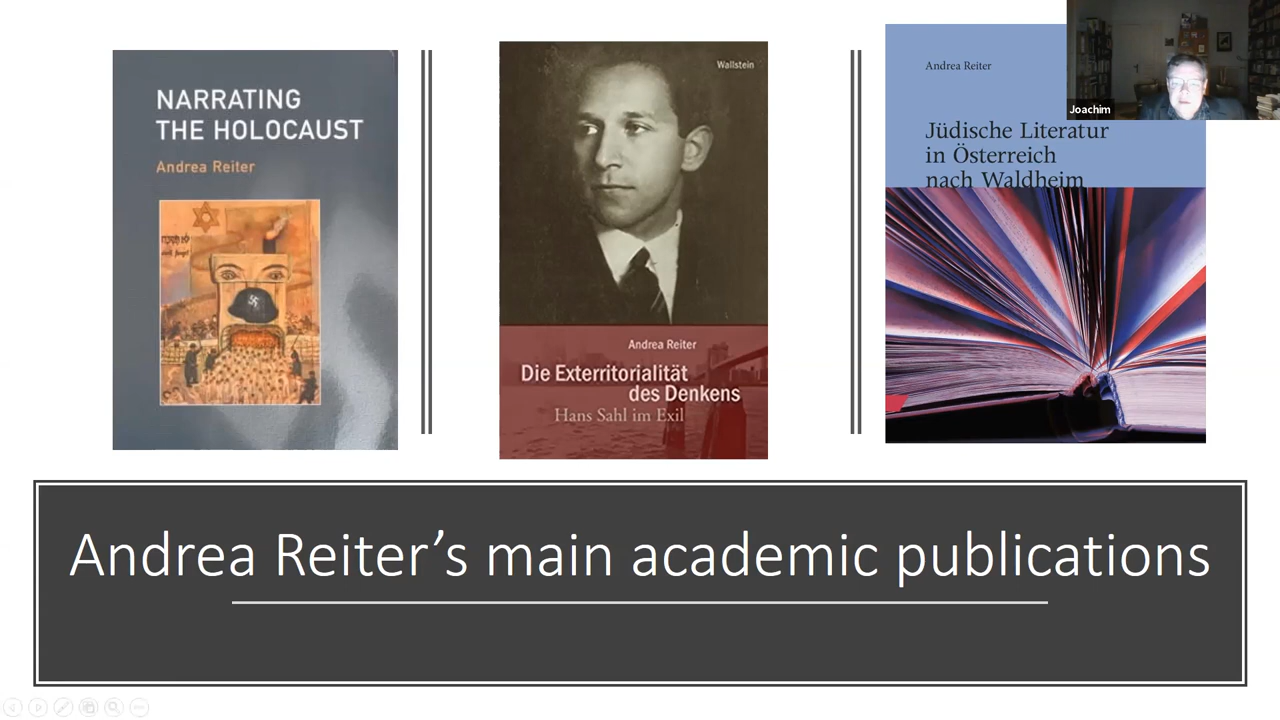 NARRATING
THE HOLOCAUST
Andrea Reiter
Wallstein
Andrea Reiter
Die Exterritorialität
des Denkens
Hans Sahl im Exil
Andrea Reiter
Jüdische Literatur
in Österreich
nach Waldheim
Joachim
Andrea Reiter’s main academic publications